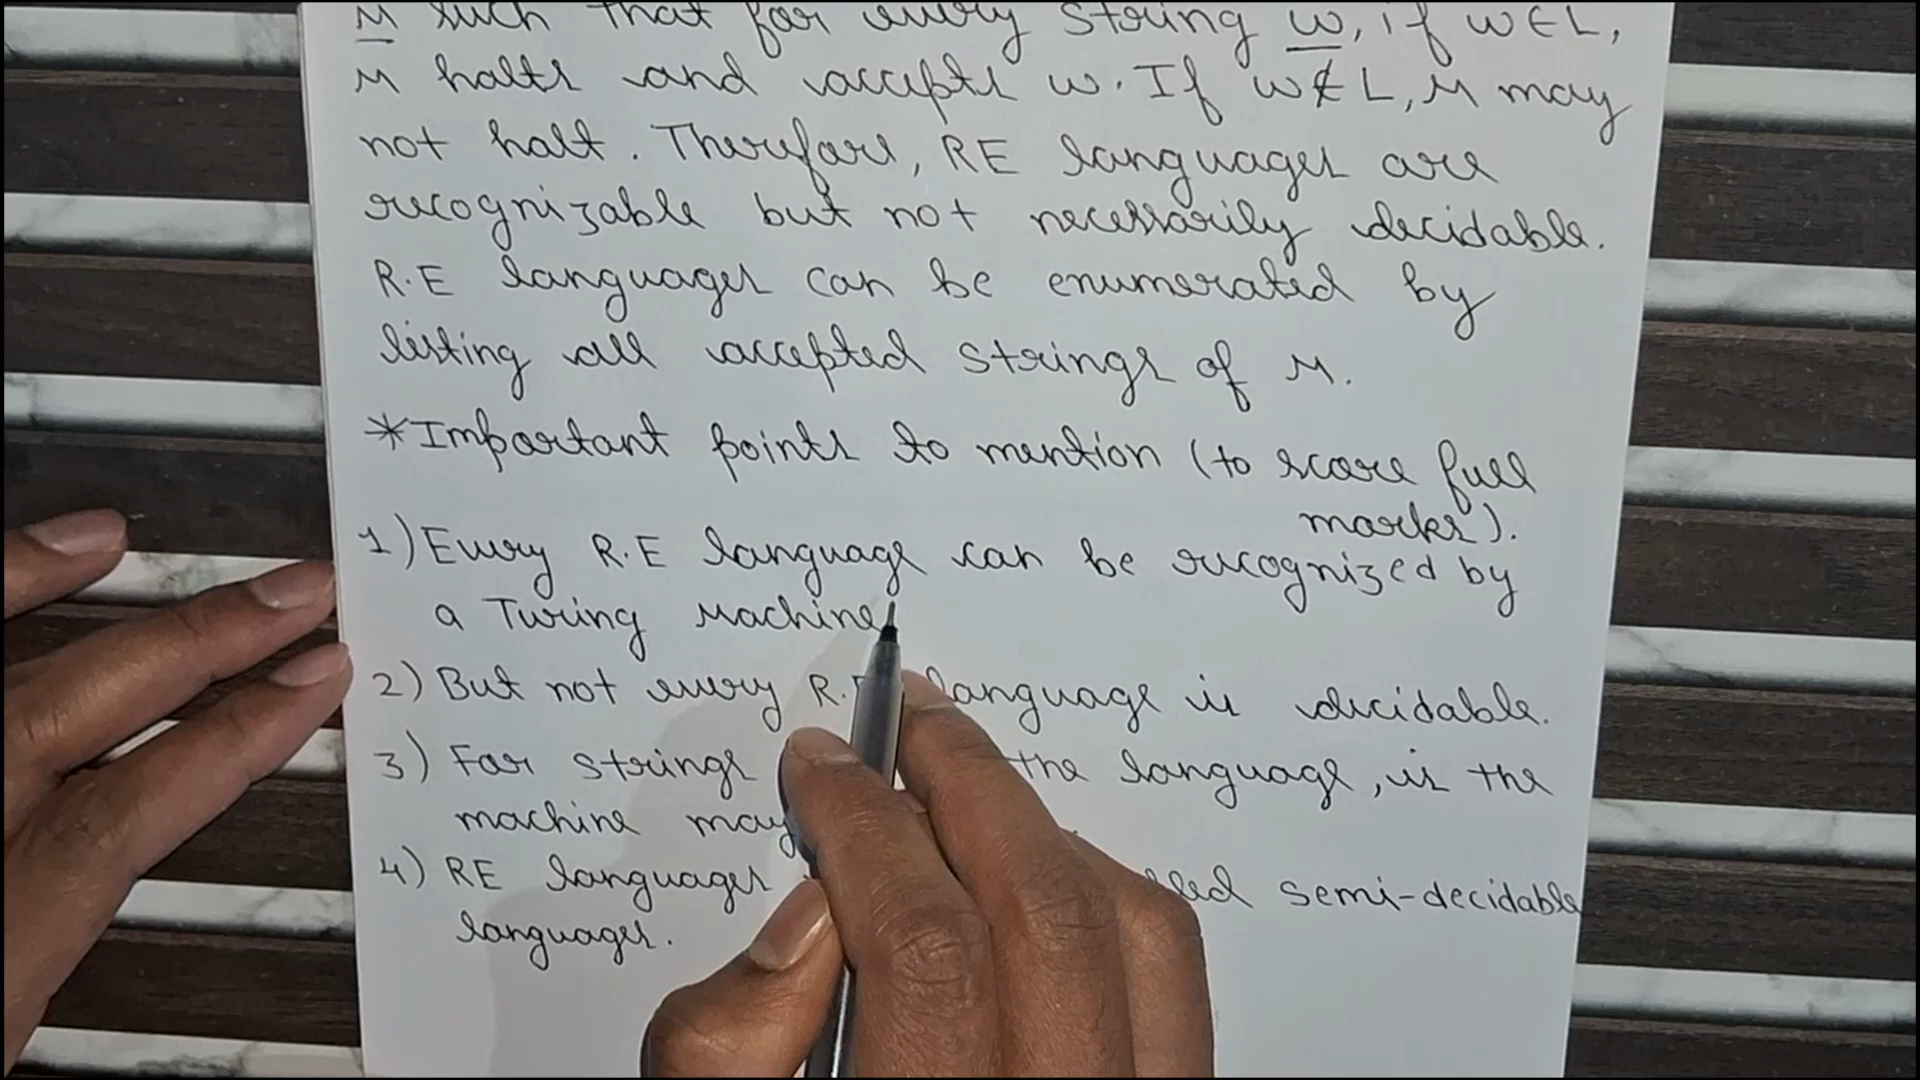 M such that for every string w, if w∈L,
M halts and accepts w. If w∉L, M may
not halt. Therefore, RE languages are
recognizable but not necessarily decidable.
R.E languages can be enumerated by
listing all accepted strings of M.
*Important points to mention (to score full
marks).
1) Every R.E language can be recognized by
a Turing Machine
2) But not every R.E language is decidable.
3) For strings the language, is the
machine may
4) RE languages semi-decidable
languages.